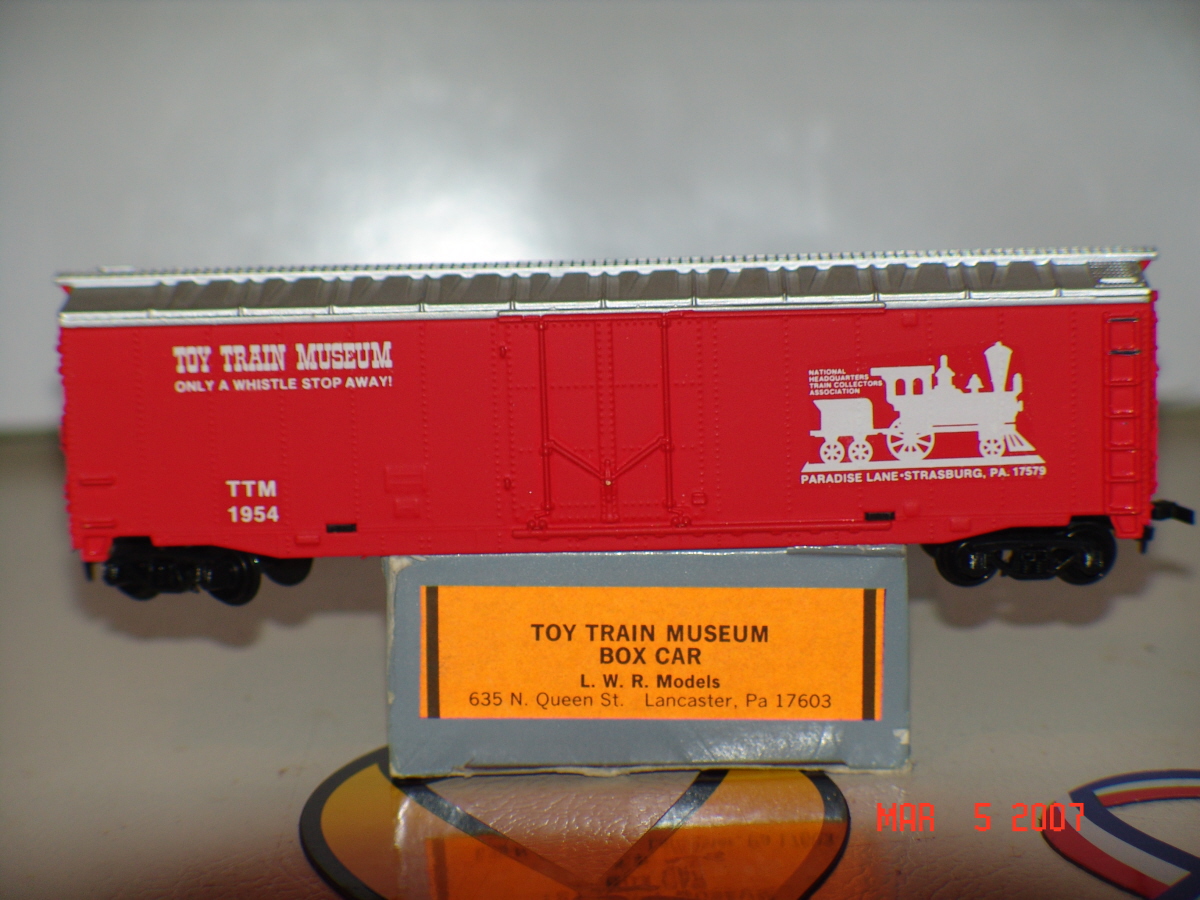 TOY TRAIN MUSEUM
ONLY A WHISTLE STOP AWAY!
TTM
1954
NATIONAL
HEADQUARTERS
TRAIN COLLECTORS
ASSOCIATION
PARADISE LANE•STRASBURG, PA. 17579
TOY TRAIN MUSEUM
BOX CAR
L. W. R. Models
635 N. Queen St. Lancaster, Pa 17603
MAR 5 2007